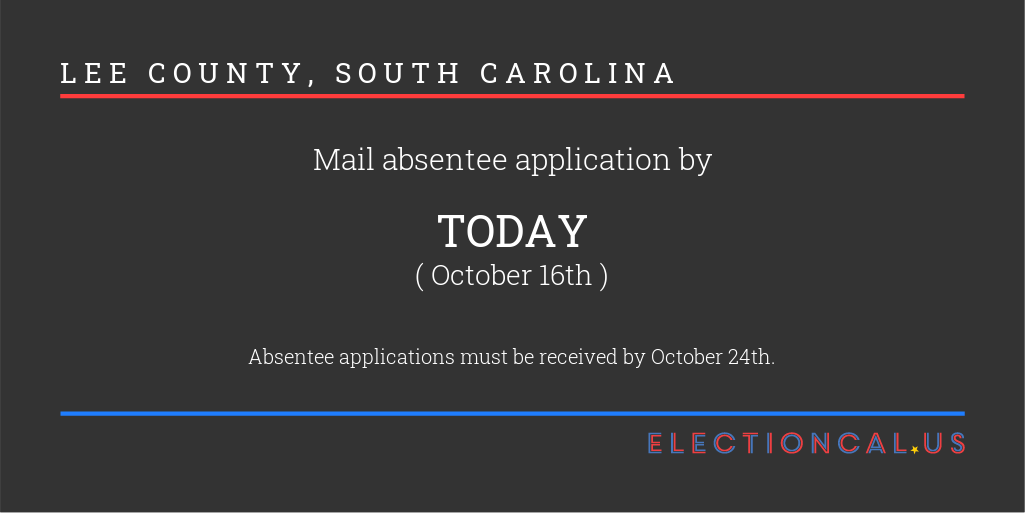 LEE COUNTY, SOUTH CAROLINA
Mail absentee application by
TODAY
( October 16th )
Absentee applications must be received by October 24th.
ELECTIONCAL.US